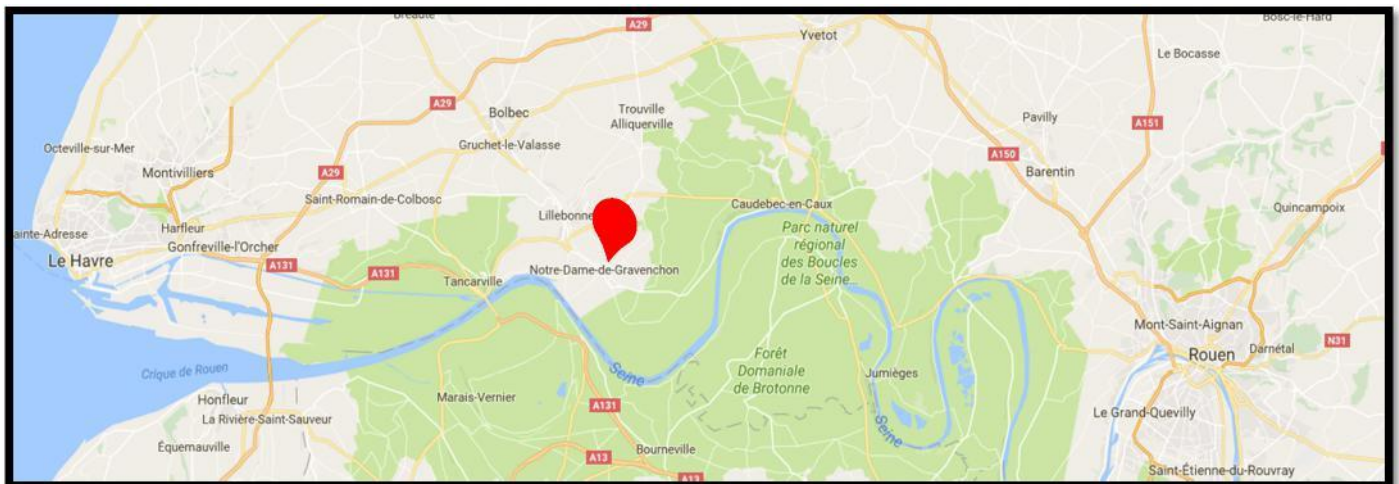 Bréauté
A29
Yvetot
Bosc-le-Hard
Le Bocasse
A29
Bolbec
Trouville
Alliquerville
Pavilly
A151
Octeville-sur-Mer
Gruchet-le-Valasse
A150
Montivilliers
A29
Barentin
Saint-Romain-de-Colbosc
Caudebec-en-Caux
Quincampoix
Lillebonne
ainte-Adresse
Harfleur
Parc naturel
régional
des Boucles
de la Seine...
Gonfreville-l'Orcher
Le Havre
A131
A131
Notre-Dame-de-Gravenchon
Tancarville
Mont-Saint-Aignan
N31
Rouen
Darnétal
Forêt
Domaniale
de Brotonne
Crique de Rouen
Seine
Jumièges
Honfleur
Marais-Vernier
A131
Le Grand-Quevilly
La Rivière-Saint-Sauveur
Seine
Équemauville
A13
Bourneville
Saint-Étienne-du-Rouvray
A13